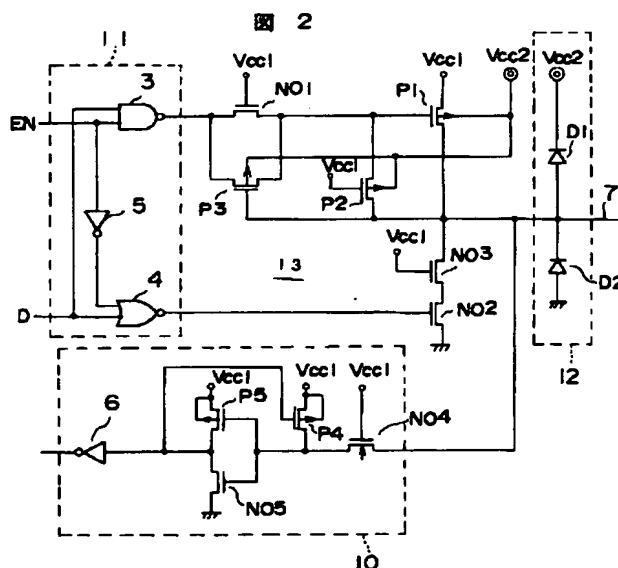 図 2
11
Vcc1
Vcc2
Vcc2
Vcc1
3
NO1
P1
EN
D1
Vcc1
5
P3
P2
7
Vcc1
NO3
D2
4
13
D
NO2
12
Vcc1
Vcc1
Vcc1
6
P5
P4
NO4
NO5
10